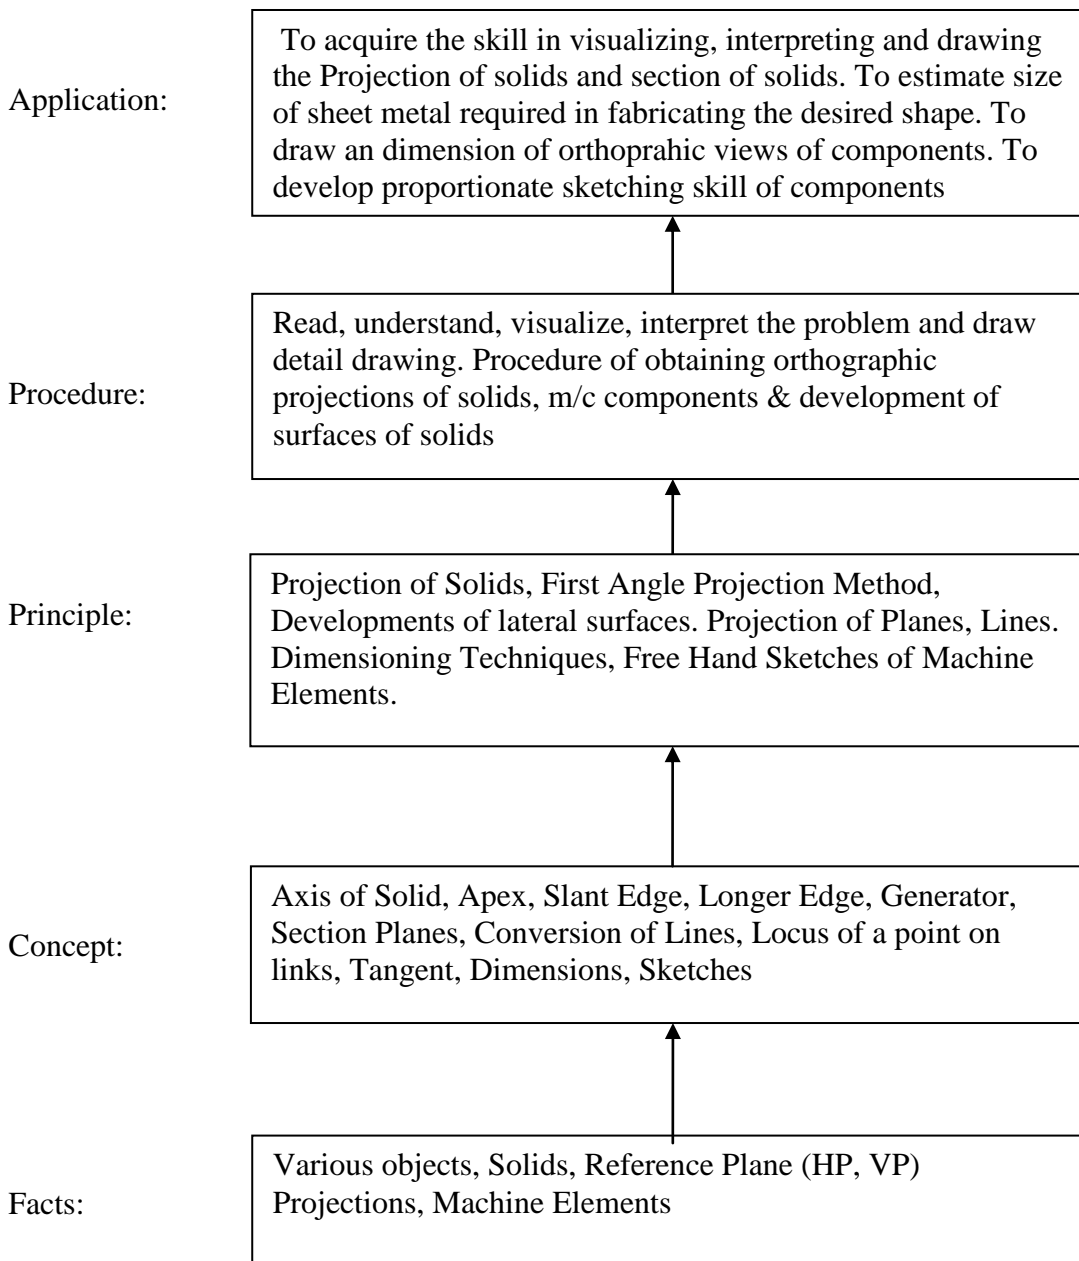 Application:
To acquire the skill in visualizing, interpreting and drawing
the Projection of solids and section of solids. To estimate size
of sheet metal required in fabricating the desired shape. To
draw an dimension of orthoprahic views of components. To
develop proportionate sketching skill of components
Procedure:
Read, understand, visualize, interpret the problem and draw
detail drawing. Procedure of obtaining orthographic
projections of solids, m/c components & development of
surfaces of solids
Principle:
Projection of Solids, First Angle Projection Method,
Developments of lateral surfaces. Projection of Planes, Lines.
Dimensioning Techniques, Free Hand Sketches of Machine
Elements.
Concept:
Axis of Solid, Apex, Slant Edge, Longer Edge, Generator,
Section Planes, Conversion of Lines, Locus of a point on
links, Tangent, Dimensions, Sketches
Facts:
Various objects, Solids, Reference Plane (HP, VP)
Projections, Machine Elements